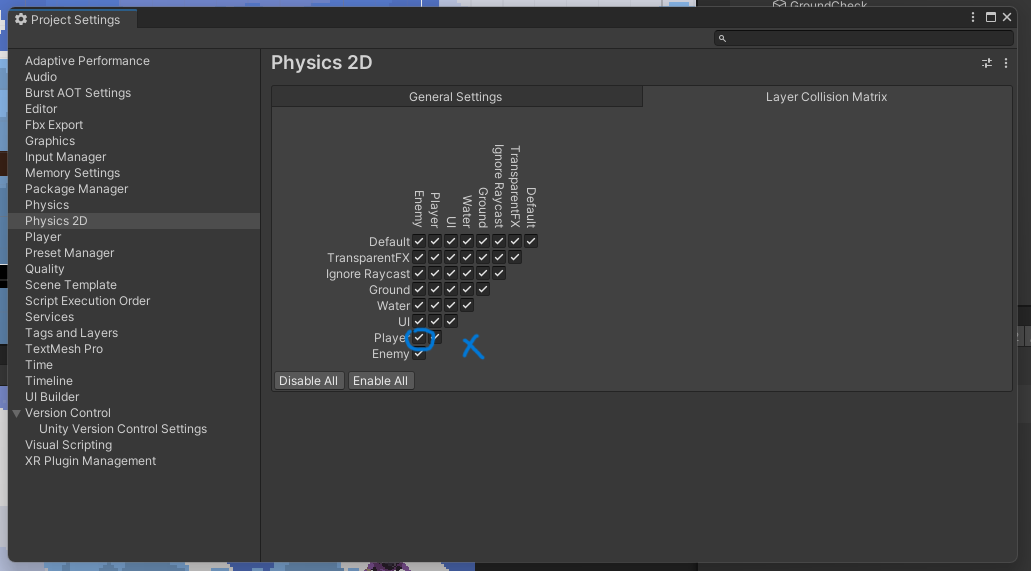 GroundCheck
Project Settings
Adaptive Performance
Audio
Burst AOT Settings
Editor
Fbx Export
Graphics
Input Manager
Memory Settings
Package Manager
Physics
Physics 2D
Player
Preset Manager
Quality
Scene Template
Script Execution Order
Services
Tags and Layers
TextMesh Pro
Time
Timeline
UI Builder
Version Control
Unity Version Control Settings
Visual Scripting
XR Plugin Management
Physics 2D
General Settings
Layer Collision Matrix
Enemy
Player
UI
Water
Ground
Ignore Raycast
TransparentFX
Default
Default
TransparentFX
Ignore Raycast
Ground
Water
UI
Player
X
Enemy
Disable All
Enable All